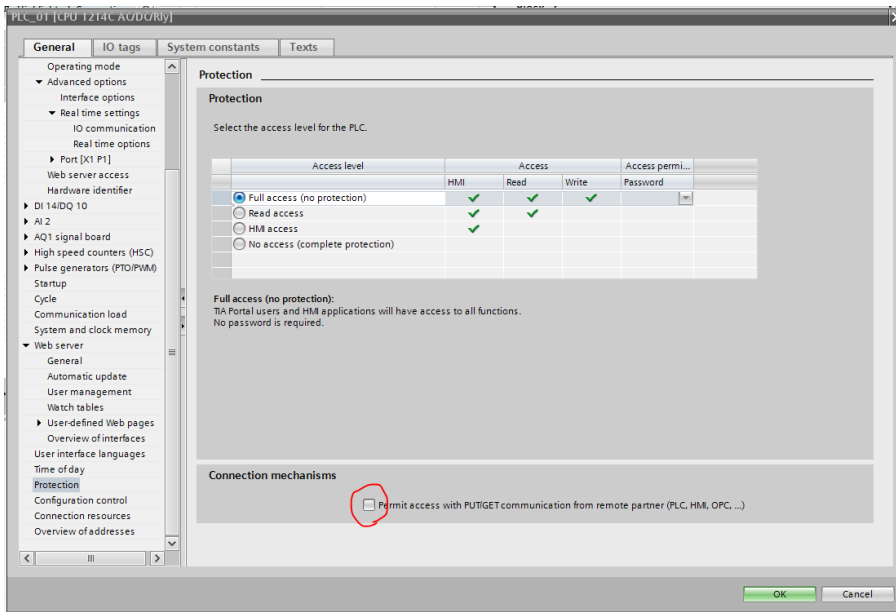 PLC_01 [CPU 1214C AC/DC/Rly]
General
IO tags
System constants
Texts
Operating mode
Advanced options
Interface options
Real time settings
IO communication
Real time options
Port [X1 P1]
Web server access
Hardware identifier
DI 14/DQ 10
AI 2
AQ1 signal board
High speed counters (HSC)
Pulse generators (PTO/PWM)
Startup
Cycle
Communication load
System and clock memory
Web server
General
Automatic update
User management
Watch tables
User-defined Web pages
Overview of interfaces
User interface languages
Time of day
Protection
Configuration control
Connection resources
Overview of addresses
Protection
Protection
Select the access level for the PLC.
Access level Access Access permi...
HMI Read Write Password
Full access (no protection)
Read access
HMI access
No access (complete protection)
Full access (no protection):
TIA Portal users and HMI applications will have access to all functions.
No password is required.
Connection mechanisms
Permit access with PUT/GET communication from remote partner (PLC, HMI, OPC, ...)
OK
Cancel